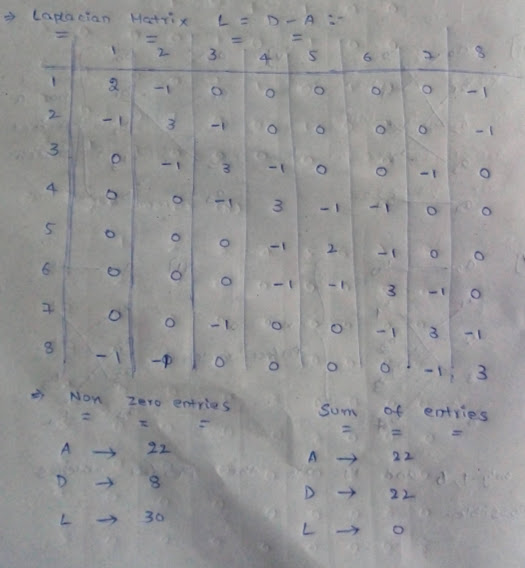 ⇒ Laplacian Matrix L = D - A :-
1 2 3 4 5 6 7 8
1 2 -1 0 0 0 0 0 -1
2 -1 3 -1 0 0 0 0 -1
3 0 -1 3 -1 0 0 -1 0
4 0 0 -1 3 -1 -1 0 0
5 0 0 0 -1 2 -1 0 0
6 0 0 0 -1 -1 3 -1 0
7 0 0 -1 0 0 -1 3 -1
8 -1 -1 0 0 0 0 -1 3
⇒ Non zero entries Sum of entries
A → 22 A → 22
D → 8 D → 22
L → 30 L → 0